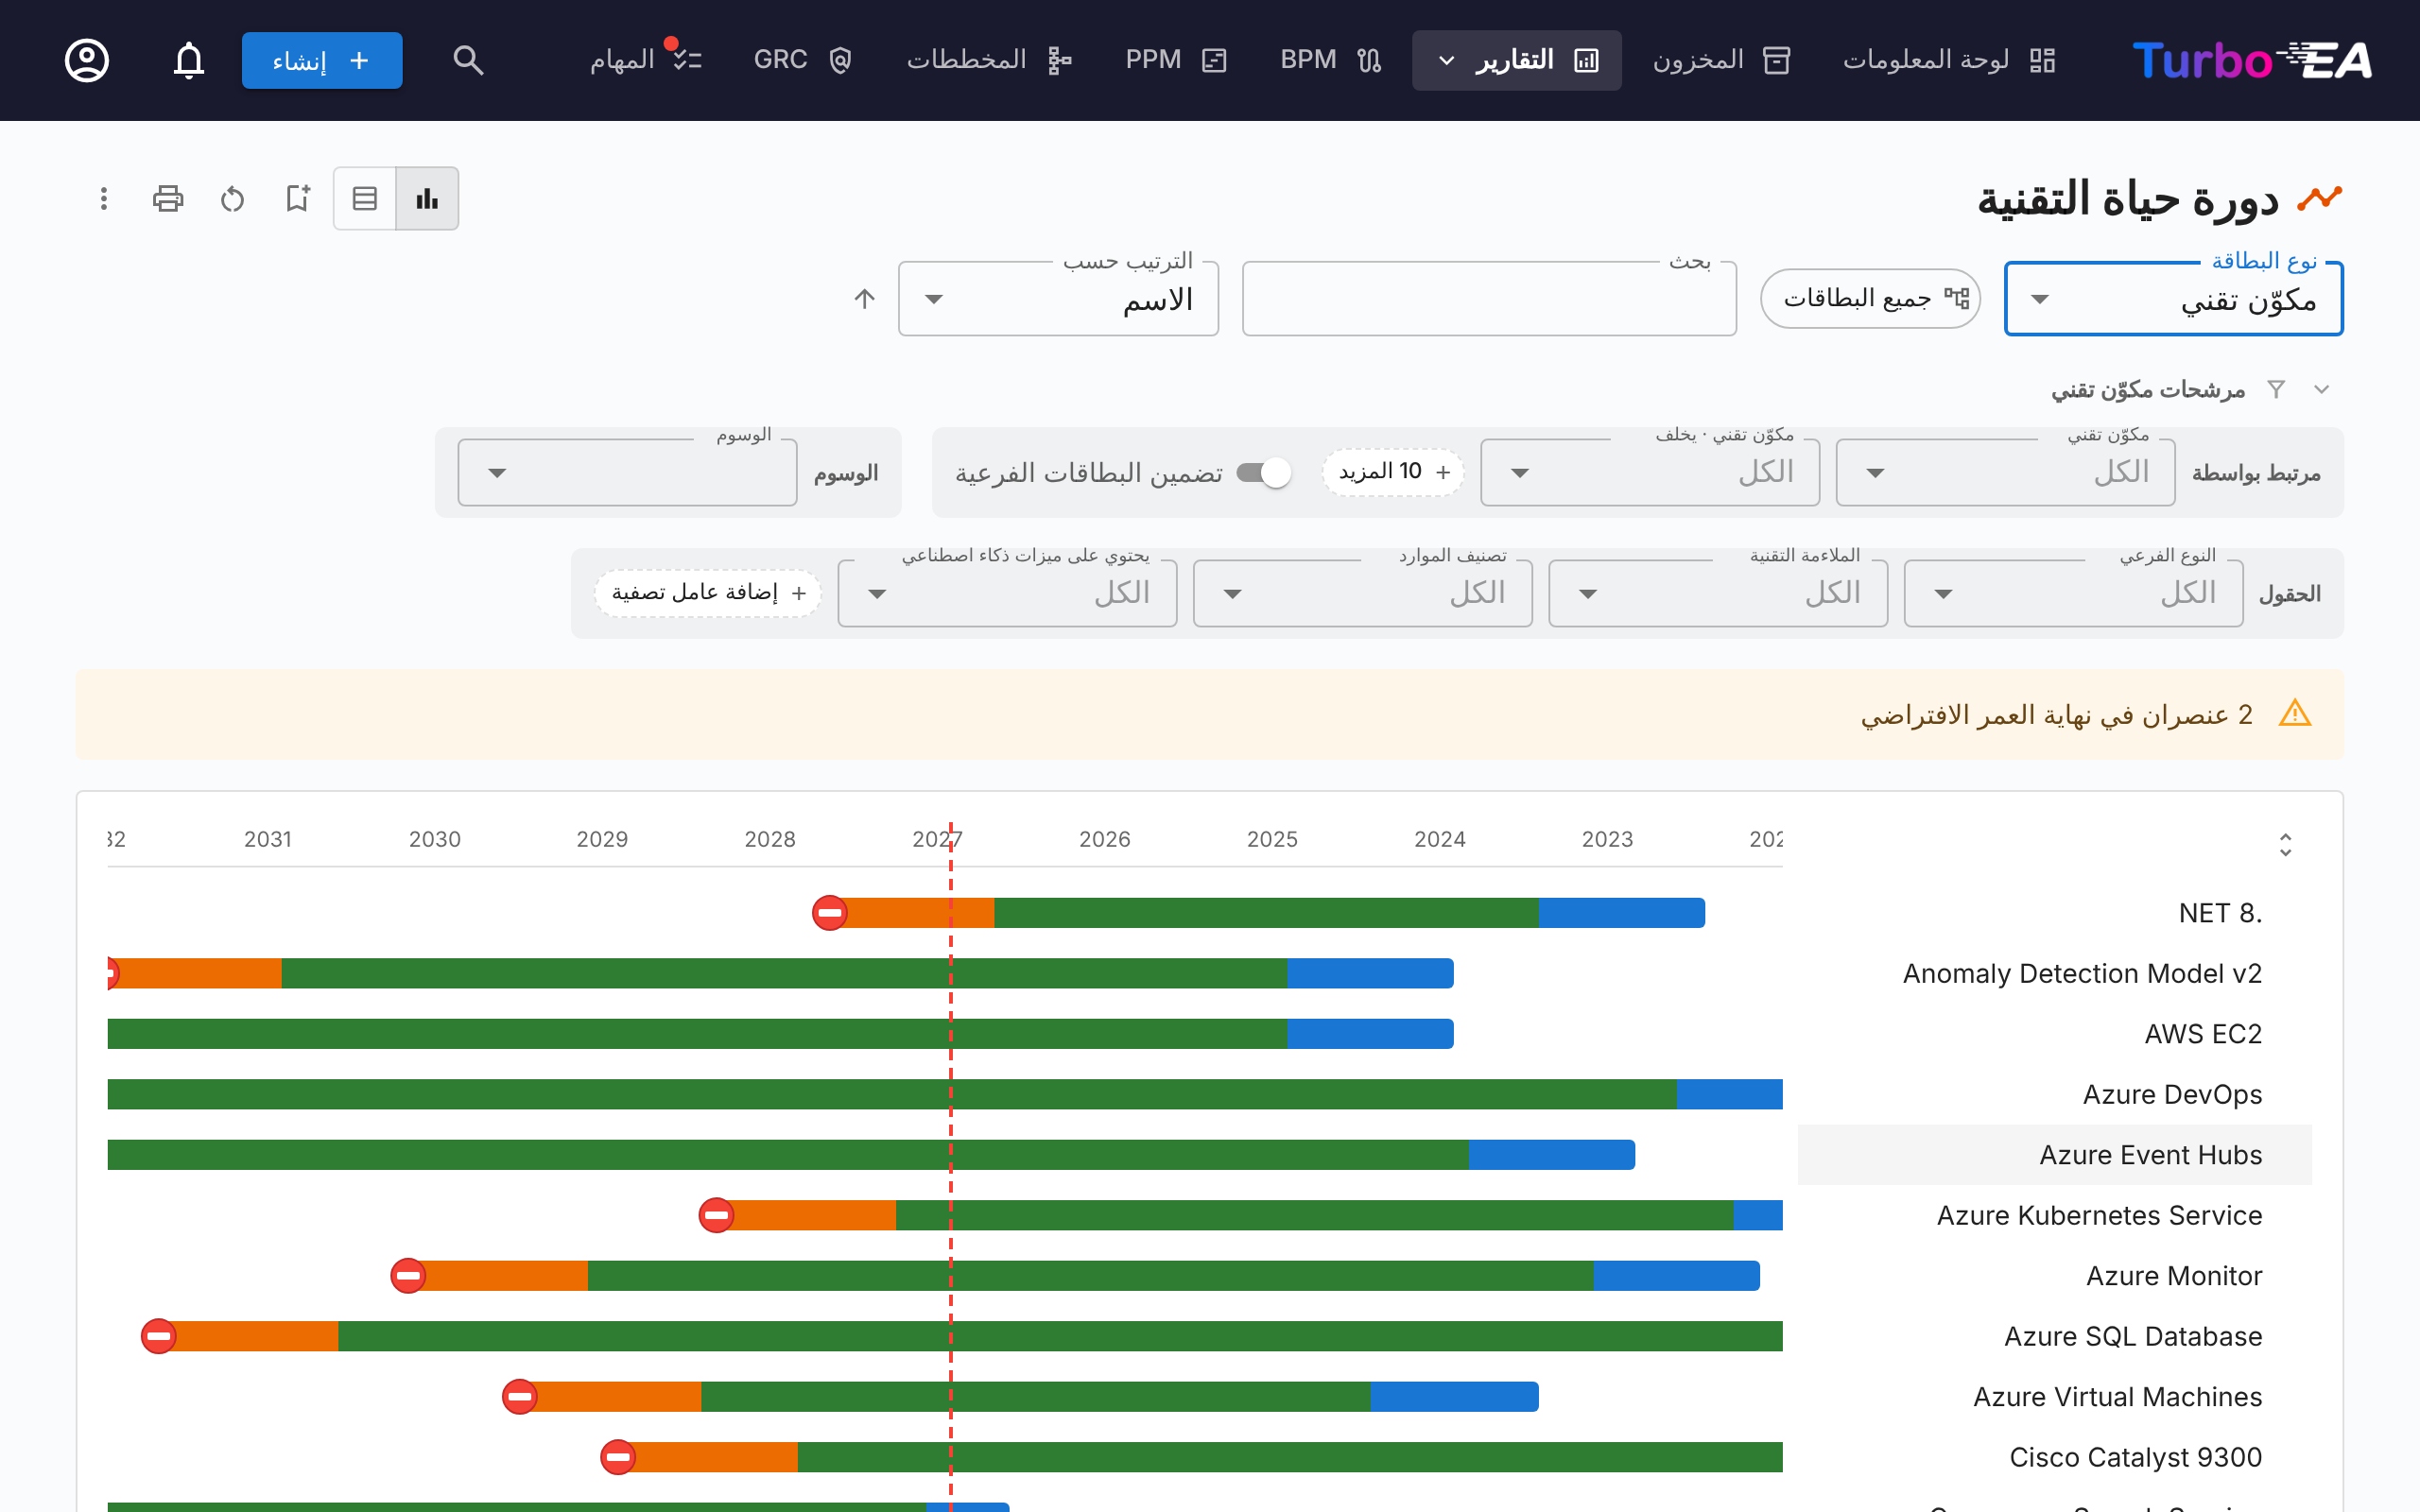 Turbo EA
لوحة المعلومات
المخزون
التقارير
BPM
PPM
المخططات
GRC
المهام
+ إنشاء
دورة حياة التقنية
نوع البطاقة
مكوّن تقني
جميع البطاقات
بحث
الترتيب حسب
الاسم
مرشحات مكوّن تقني
مرتبط بواسطة
مكوّن تقني
الكل
مكوّن تقني · يخلف
الكل
+ 10 المزيد
تضمين البطاقات الفرعية
الوسوم
الوسوم
الحقول
النوع الفرعي
الكل
الملاءمة التقنية
الكل
تصنيف الموارد
الكل
يحتوي على ميزات ذكاء اصطناعي
الكل
+ إضافة عامل تصفية
2 عنصران في نهاية العمر الافتراضي
202 2023 2024 2025 2026 2027 2028 2029 2030 2031 32
NET 8.
Anomaly Detection Model v2
AWS EC2
Azure DevOps
Azure Event Hubs
Azure Kubernetes Service
Azure Monitor
Azure SQL Database
Azure Virtual Machines
Cisco Catalyst 9300